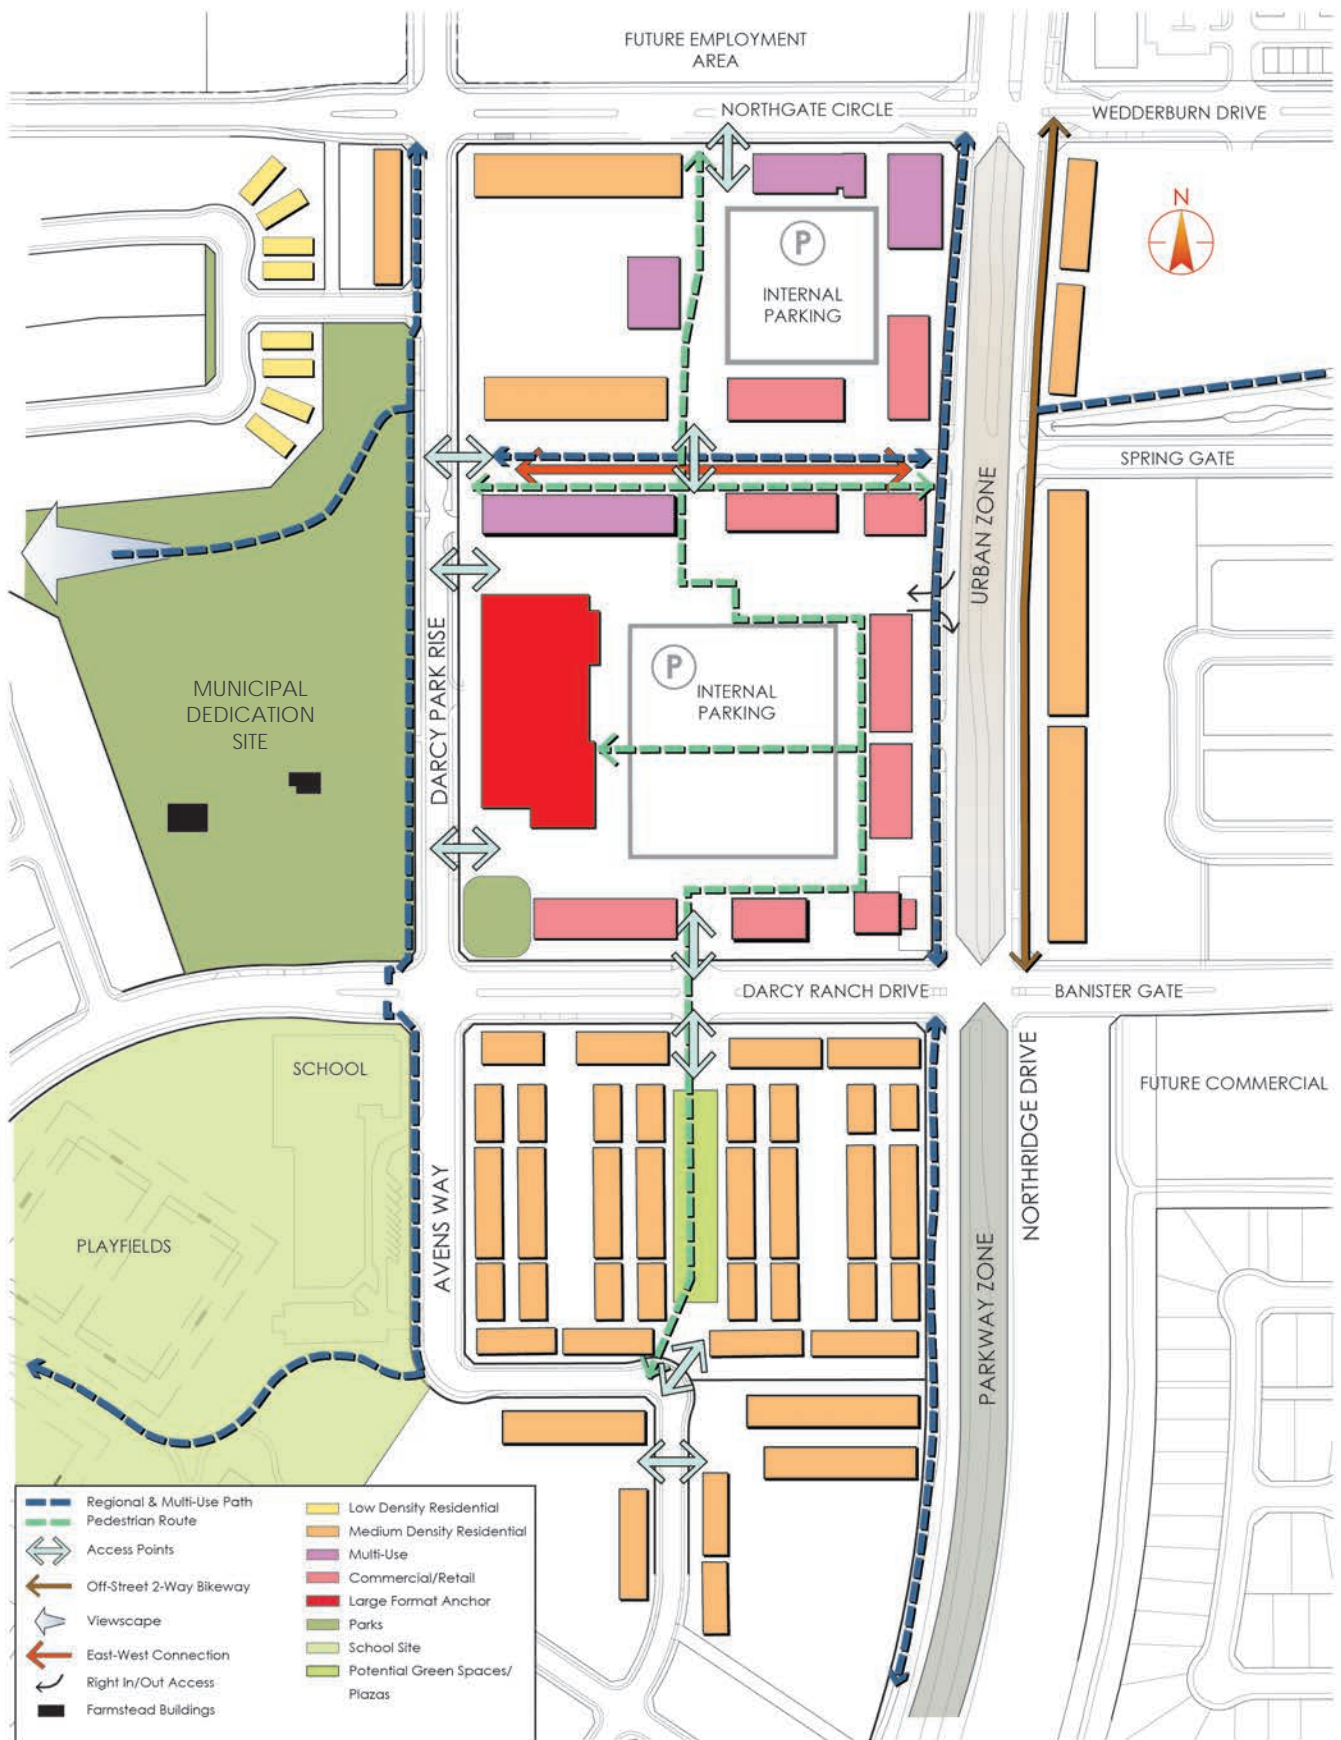 FUTURE EMPLOYMENT
AREA
NORTHGATE CIRCLE
WEDDERBURN DRIVE
N
P
INTERNAL
PARKING
SPRING GATE
URBAN ZONE
DARCY PARK RISE
MUNICIPAL
DEDICATION
SITE
P
INTERNAL
PARKING
DARCY RANCH DRIVE
BANISTER GATE
SCHOOL
FUTURE COMMERCIAL
NORTHRIDGE DRIVE
AVENS WAY
PLAYFIELDS
PARKWAY ZONE
Regional & Multi-Use Path
Pedestrian Route
Access Points
Off-Street 2-Way Bikeway
Viewscape
East-West Connection
Right In/Out Access
Farmstead Buildings
Low Density Residential
Medium Density Residential
Multi-Use
Commercial/Retail
Large Format Anchor
Parks
School Site
Potential Green Spaces/
Plazas